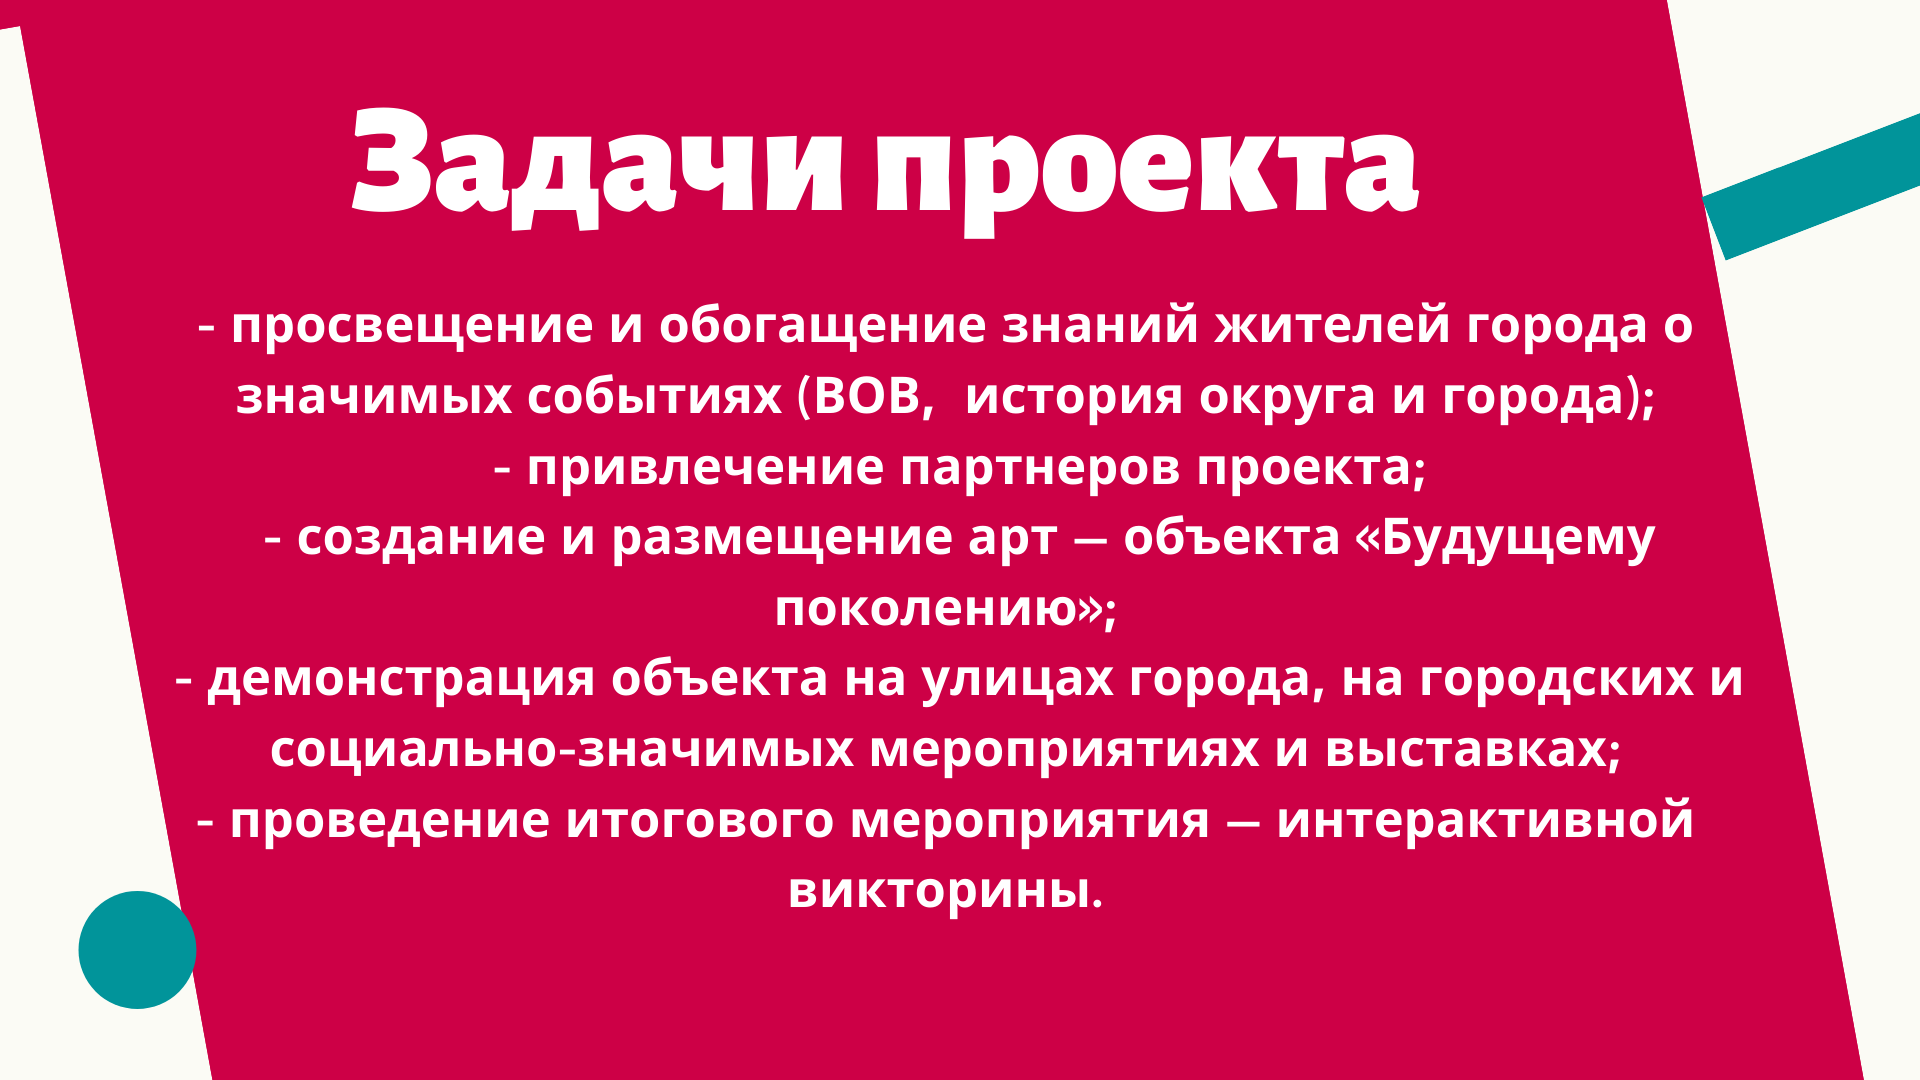 Задачи проекта
- просвещение и обогащение знаний жителей города о
значимых событиях (ВОВ,  история округа и города);
- привлечение партнеров проекта;
- создание и размещение арт – объекта «Будущему
поколению»;
- демонстрация объекта на улицах города, на городских и
социально-значимых мероприятиях и выставках;
- проведение итогового мероприятия – интерактивной
викторины.